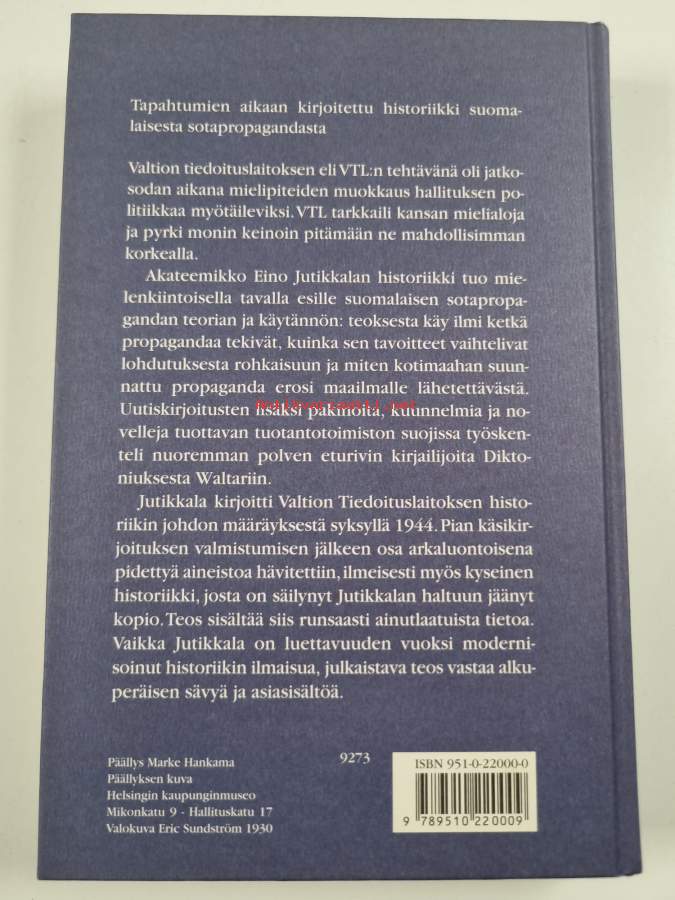 Tapahtumien aikaan kirjoitettu historiikki suoma-
laisesta sotapropagandasta
Valtion tiedoituslaitoksen eli VTL:n tehtävänä oli jatko-
sodan aikana mielipiteiden muokkaus hallituksen po-
litiikkaa myötäileviksi. VTL tarkkaili kansan mielialoja
ja pyrki monin keinoin pitämään ne mahdollisimman
korkealla.
Akateemikko Eino Jutikkalan historiikki tuo mie-
lenkiintoisella tavalla esille suomalaisen sotapropa-
gandan teorian ja käytännön: teoksesta käy ilmi ketkä
propagandaa tekivät, kuinka sen tavoitteet vaihtelivat
lohdutuksesta rohkaisuun ja miten kotimaahan suun-
nattu propaganda erosi maailmalle lähetettävästä.
Uutiskirjoitusten lisäksi pakinoita, kuunnelmia ja no-
velleja tuottavan tuotantotoimiston suojissa työsken-
teli nuoremman polven eturivin kirjailijoita Dikto-
niuksesta Waltariin.
Jutikkala kirjoitti Valtion Tiedoituslaitoksen histo-
riikin johdon määräyksestä syksyllä 1944. Pian käsikir-
joituksen valmistumisen jälkeen osa arkaluontoisena
pidettyä aineistoa hävitettiin, ilmeisesti myös kyseinen
historiikki, josta on säilynyt Jutikkalan haltuun jäänyt
kopio. Teos sisältää siis runsaasti ainutlaatuista tietoa.
Vaikka Jutikkala on luettavuuden vuoksi moderni-
soinut historiikin ilmaisua, julkaistava teos vastaa alku-
peräisen sävyä ja asiasisältöä.
Päällys Marke Hankama
Päällyksen kuva
Helsingin kaupunginmuseo
Mikonkatu 9 - Hallituskatu 17
Valokuva Eric Sundström 1930
9273
ISBN 951-0-22000-0
9 789510 220009